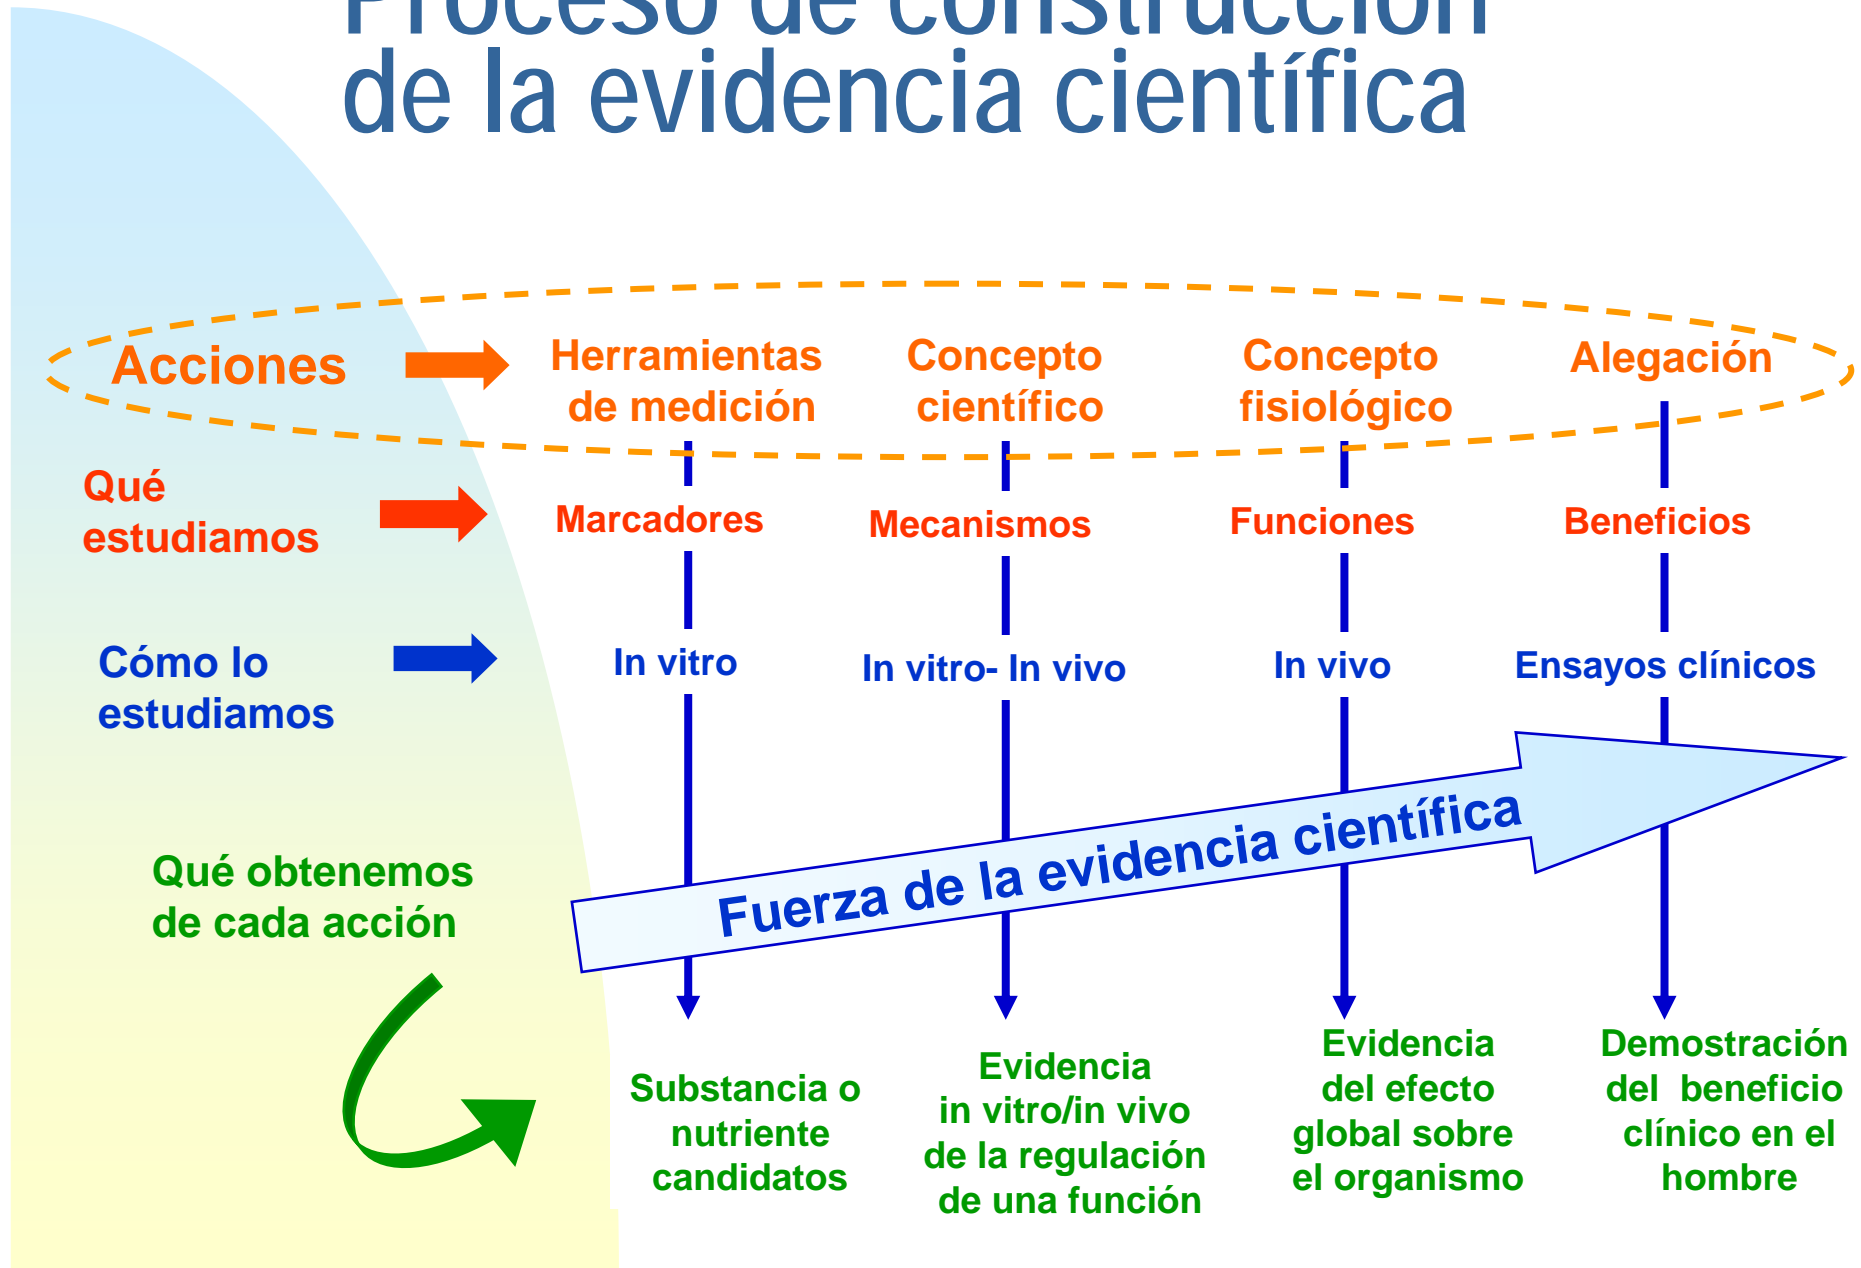 Proceso de construcción
de la evidencia científica
Acciones
Herramientas
de medición
Concepto
científico
Concepto
fisiológico
Alegación
Qué
estudiamos
Marcadores
Mecanismos
Funciones
Beneficios
Cómo lo
estudiamos
In vitro
In vitro- In vivo
In vivo
Ensayos clínicos
Fuerza de la evidencia científica
Qué obtenemos
de cada acción
Substancia o
nutriente
candidatos
Evidencia
in vitro/in vivo
de la regulación
de una función
Evidencia
del efecto
global sobre
el organismo
Demostración
del beneficio
clínico en el
hombre